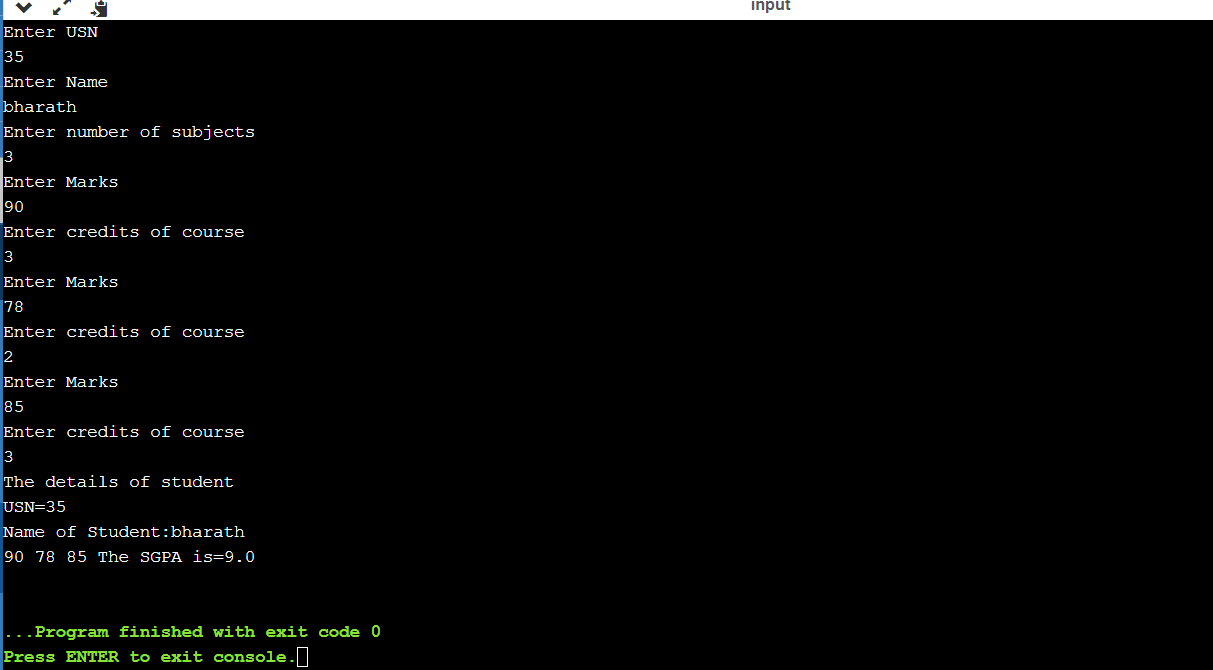 input
Enter USN
35
Enter Name
bharath
Enter number of subjects
3
Enter Marks
90
Enter credits of course
3
Enter Marks
78
Enter credits of course
2
Enter Marks
85
Enter credits of course
3
The details of student
USN=35
Name of Student:bharath
90 78 85 The SGPA is=9.0
...Program finished with exit code 0
Press ENTER to exit console.